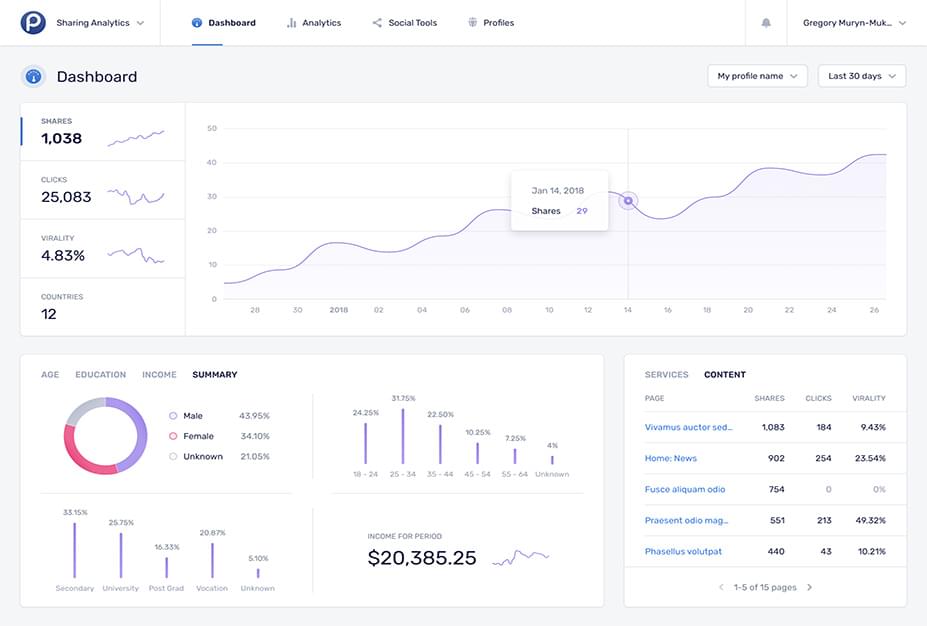 Sharing Analytics
Dashboard
Analytics
Social Tools
Profiles
Gregory Muryn-Muk...
Dashboard
My profile name
Last 30 days
SHARES
1,038
CLICKS
25,083
VIRALITY
4.83%
COUNTRIES
12
50
40
30
20
10
0
Jan 14, 2018
Shares 29
28 30 2018 02 04 06 08 10 12 14 16 18 20 22 24 26
AGE EDUCATION INCOME SUMMARY
Male 43.95%
Female 34.10%
Unknown 21.05%
24.25% 31.75% 22.50% 10.25% 7.25% 4%
18 - 24 25 - 34 35 - 44 45 - 54 55 - 64 Unknown
33.15% 25.75% 16.33% 20.87% 5.10%
Secondary University Post Grad Vocation Unknown
INCOME FOR PERIOD
$20,385.25
SERVICES CONTENT
PAGE SHARES CLICKS VIRALITY
Vivamus auctor sed... 1,083 184 9.43%
Home: News 902 254 23.54%
Fusce aliquam odio 754 0 0%
Praesent odio mag... 551 213 49.32%
Phasellus volutpat 440 43 10.21%
1-5 of 15 pages